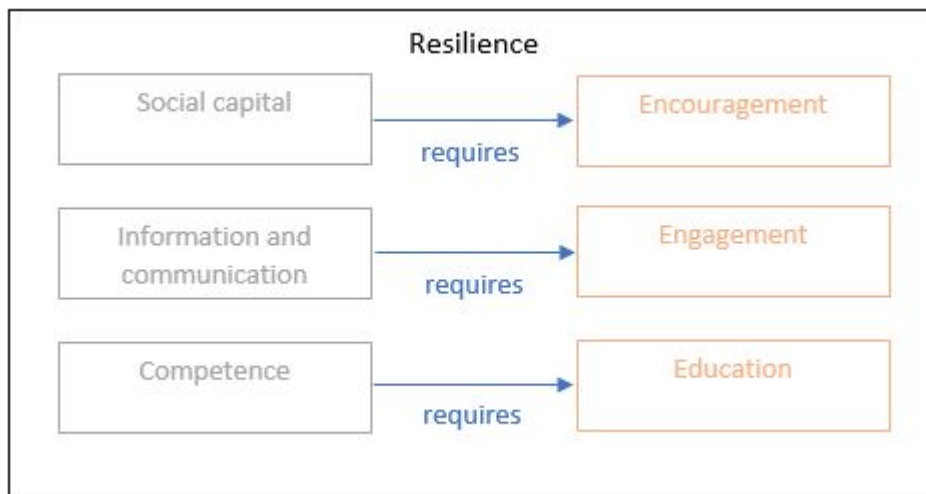 Resilience
Social capital
Encouragement
requires
Information and
communication
Engagement
requires
Competence
Education
requires